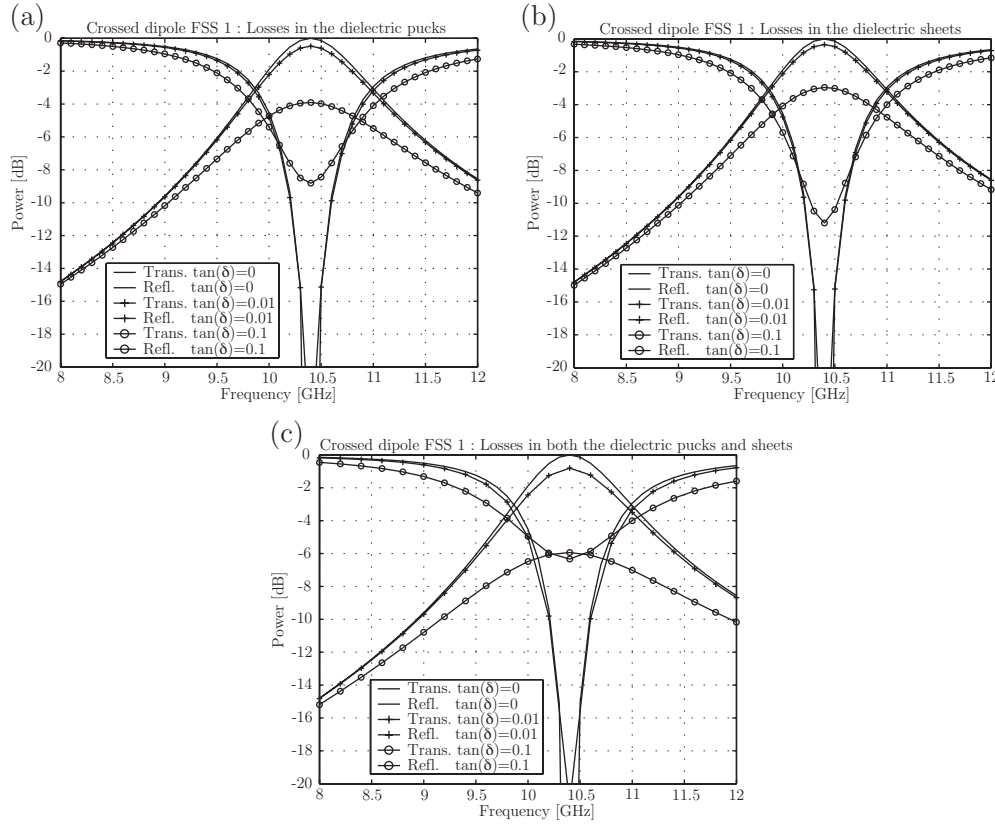 (a)
Crossed dipole FSS 1 : Losses in the dielectric pucks
0
-2
-4
-6
-8
-10
-12
-14
-16
-18
-20
Power [dB]
Trans. tan(δ)=0
Refl. tan(δ)=0
Trans. tan(δ)=0.01
Refl. tan(δ)=0.01
Trans. tan(δ)=0.1
Refl. tan(δ)=0.1
8 8.5 9 9.5 10 10.5 11 11.5 12
Frequency [GHz]
(b)
Crossed dipole FSS 1 : Losses in the dielectric sheets
0
-2
-4
-6
-8
-10
-12
-14
-16
-18
-20
Power [dB]
Trans. tan(δ)=0
Refl. tan(δ)=0
Trans. tan(δ)=0.01
Refl. tan(δ)=0.01
Trans. tan(δ)=0.1
Refl. tan(δ)=0.1
8 8.5 9 9.5 10 10.5 11 11.5 12
Frequency [GHz]
(c)
Crossed dipole FSS 1 : Losses in both the dielectric pucks and sheets
0
-2
-4
-6
-8
-10
-12
-14
-16
-18
-20
Power [dB]
Trans. tan(δ)=0
Refl. tan(δ)=0
Trans. tan(δ)=0.01
Refl. tan(δ)=0.01
Trans. tan(δ)=0.1
Refl. tan(δ)=0.1
8 8.5 9 9.5 10 10.5 11 11.5 12
Frequency [GHz]